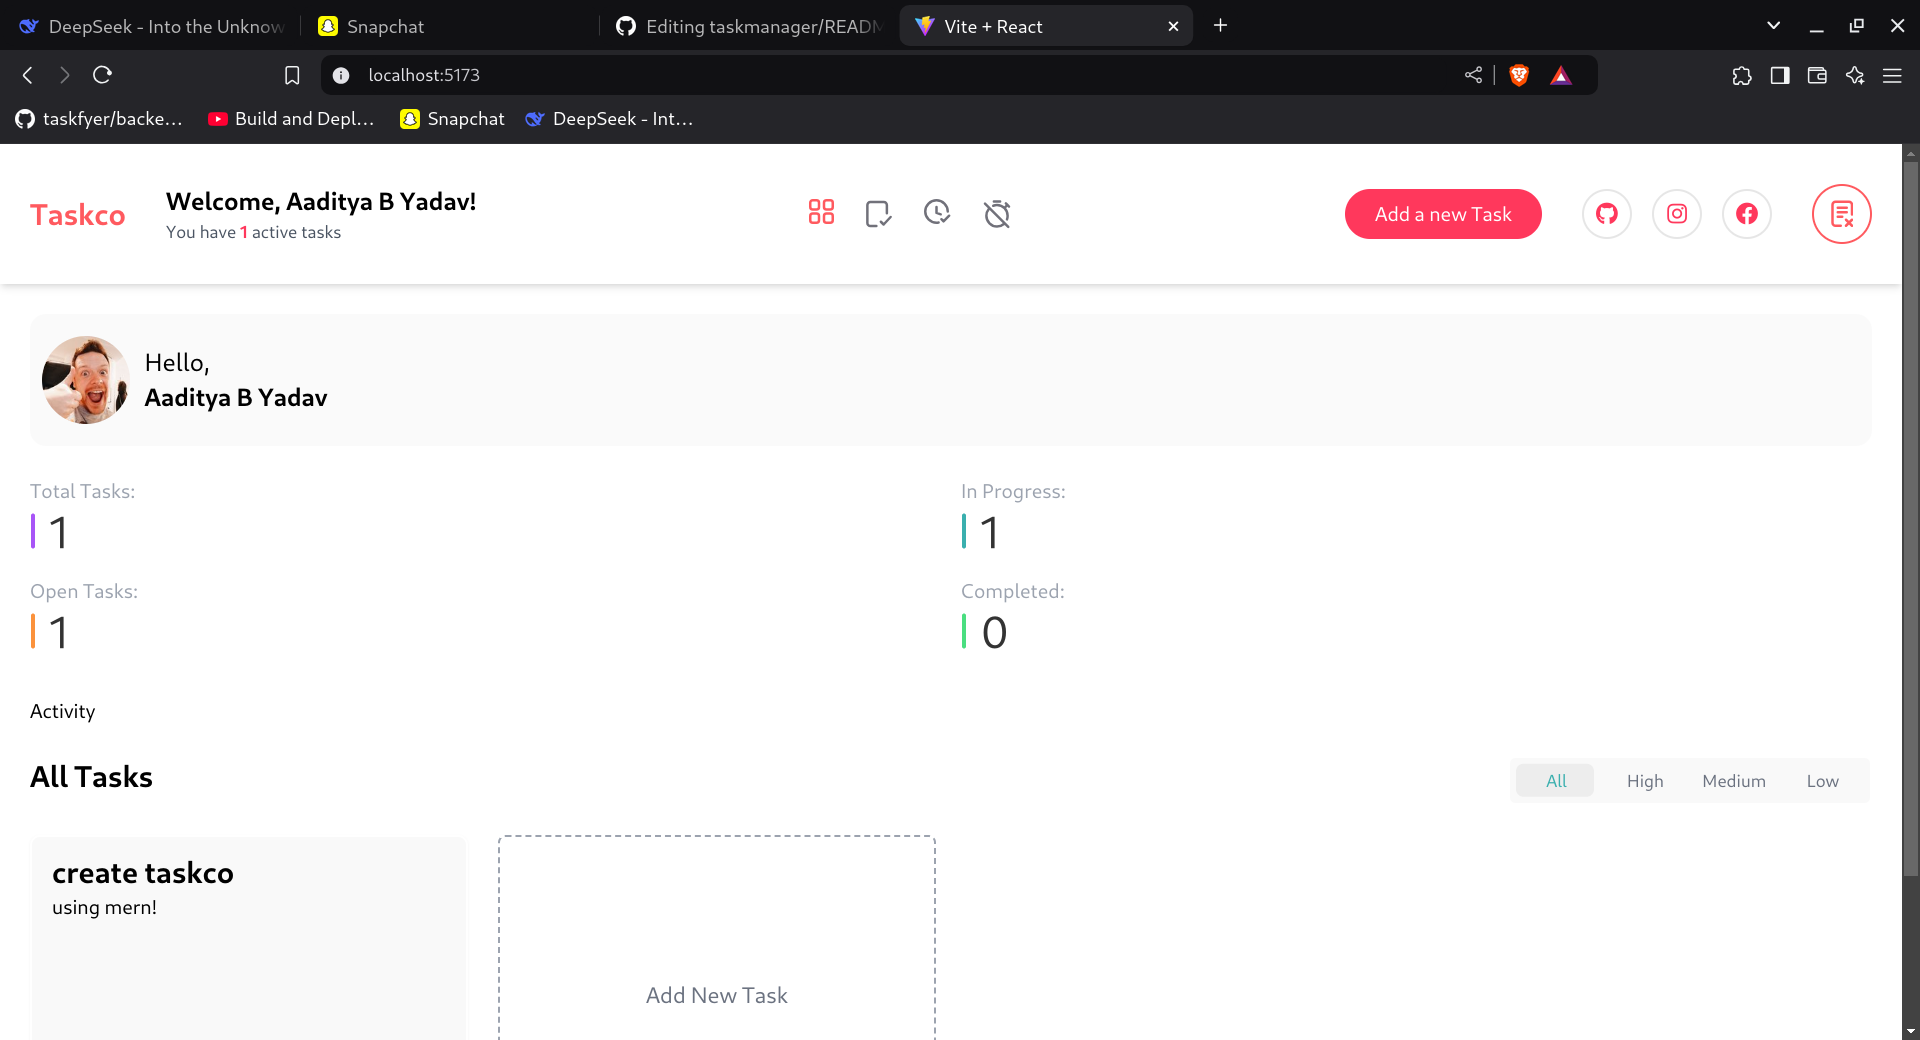 DeepSeek - Into the Unknow
Snapchat
Editing taskmanager/READM
Vite + React
localhost:5173
taskfyer/backe...
Build and Depl...
Snapchat
DeepSeek - Int...
Taskco
Welcome, Aaditya B Yadav!
You have 1 active tasks
Add a new Task
Hello,
Aaditya B Yadav
Total Tasks:
1
In Progress:
1
Open Tasks:
1
Completed:
0
Activity
All Tasks
All
High
Medium
Low
create taskco
using mern!
Add New Task